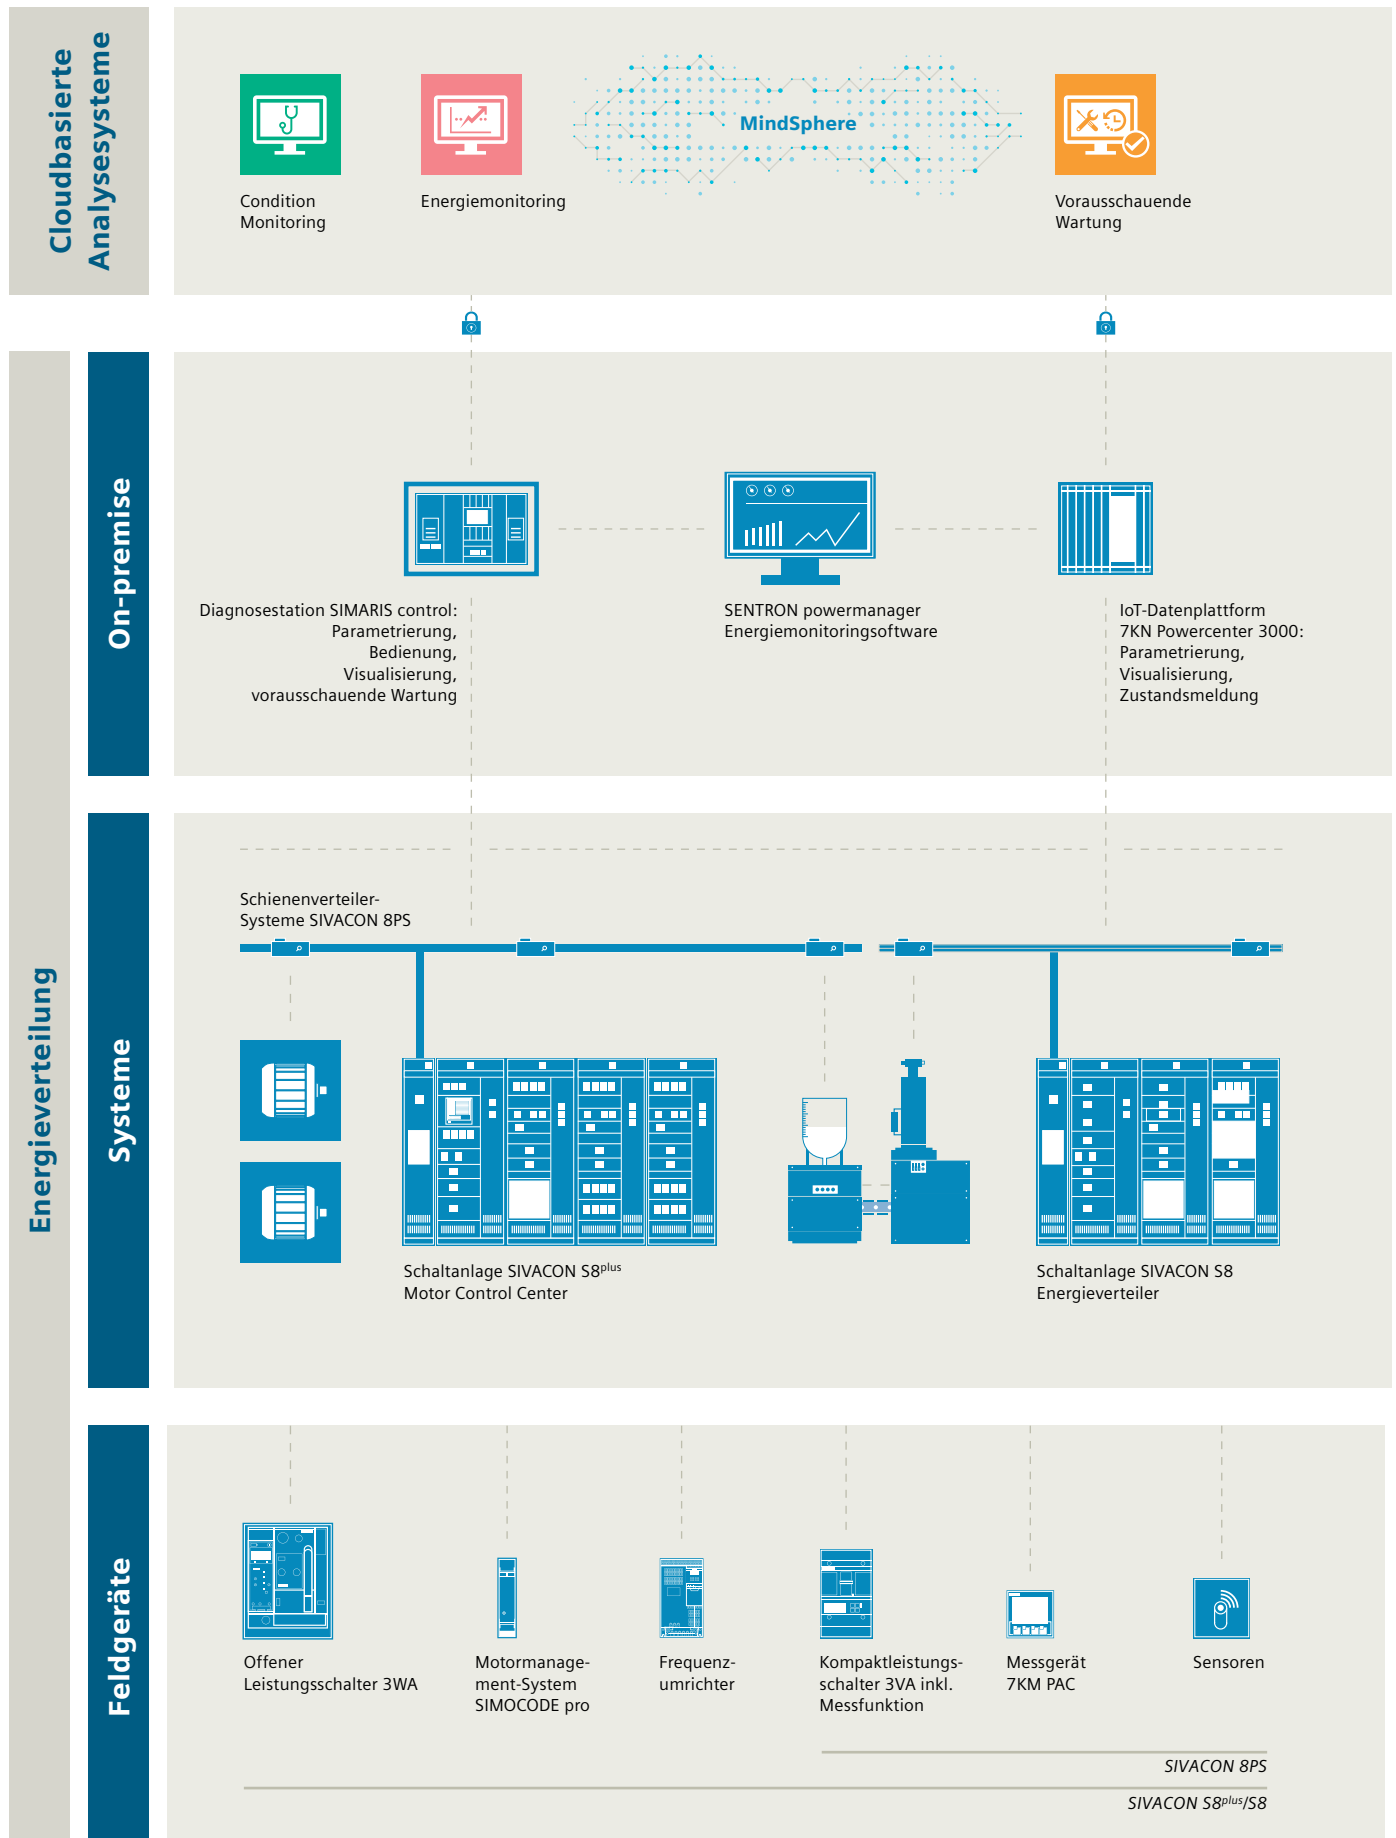 Cloudbasierte
Analysesysteme
Condition
Monitoring
Energiemonitoring
MindSphere
Vorausschauende
Wartung
Energieverteilung
On-premise
Diagnosestation SIMARIS control:
Parametrierung,
Bedienung,
Visualisierung,
vorausschauende Wartung
SENTRON powermanager
Energiemonitoringsoftware
IoT-Datenplattform
7KN Powercenter 3000:
Parametrierung,
Visualisierung,
Zustandsmeldung
Systeme
Schienenverteiler-
Systeme SIVACON 8PS
Schaltanlage SIVACON S8plus
Motor Control Center
Schaltanlage SIVACON S8
Energieverteiler
Feldgeräte
Offener
Leistungsschalter 3WA
Motormanage-
ment-System
SIMOCODE pro
Frequenz-
umrichter
Kompaktleistungs-
schalter 3VA inkl.
Messfunktion
Messgerät
7KM PAC
Sensoren
SIVACON 8PS
SIVACON S8plus/S8